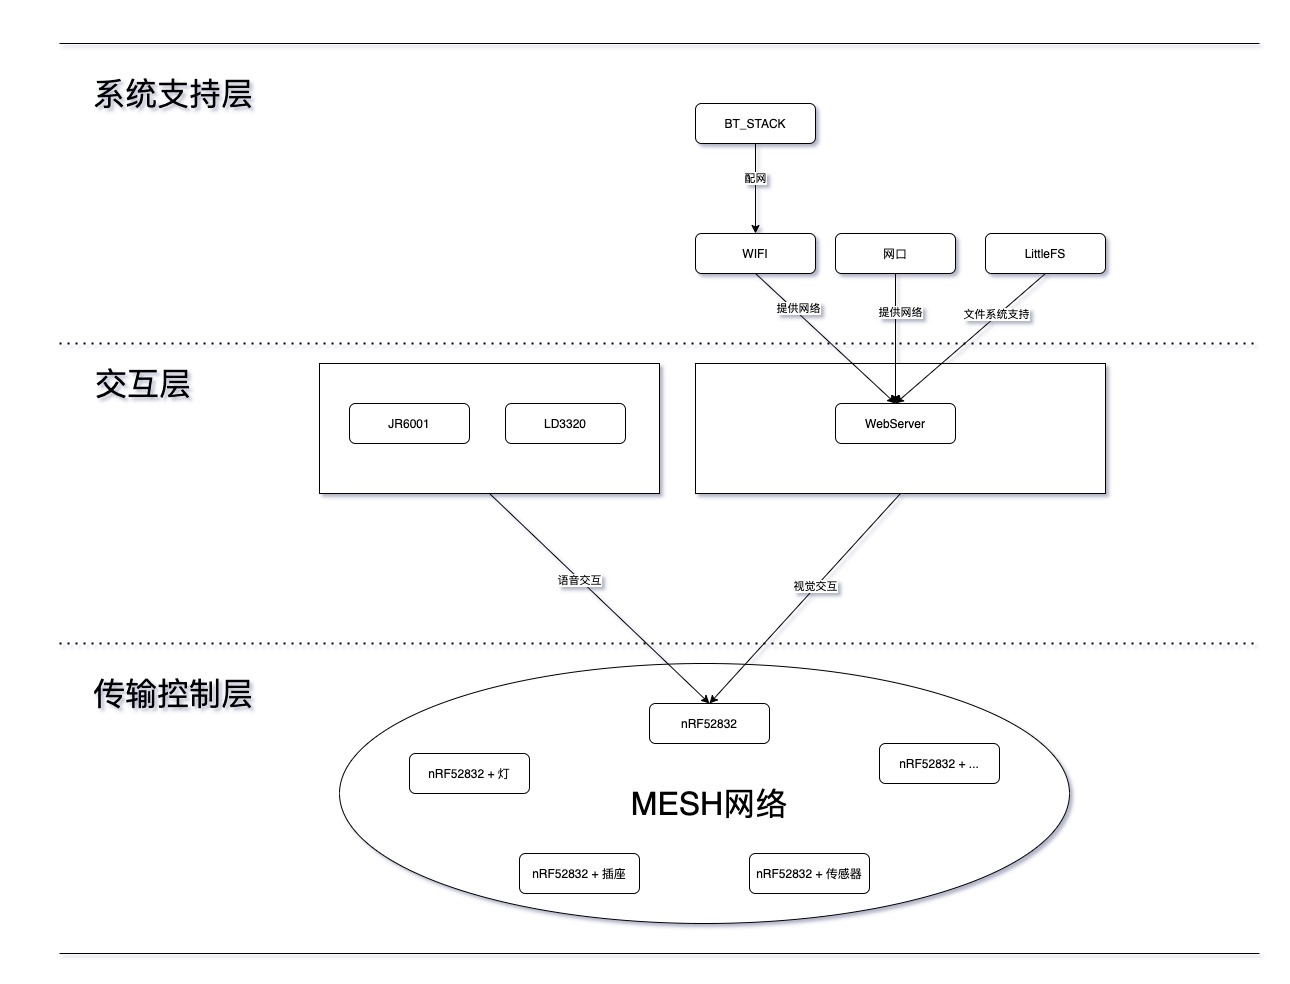 系统支持层
BT_STACK
配网
WIFI
网口
LittleFS
提供网络
提供网络
文件系统支持
交互层
JR6001
LD3320
WebServer
语音交互
视觉交互
传输控制层
nRF52832
nRF52832 + 灯
nRF52832 + ...
MESH网络
nRF52832 + 插座
nRF52832 + 传感器